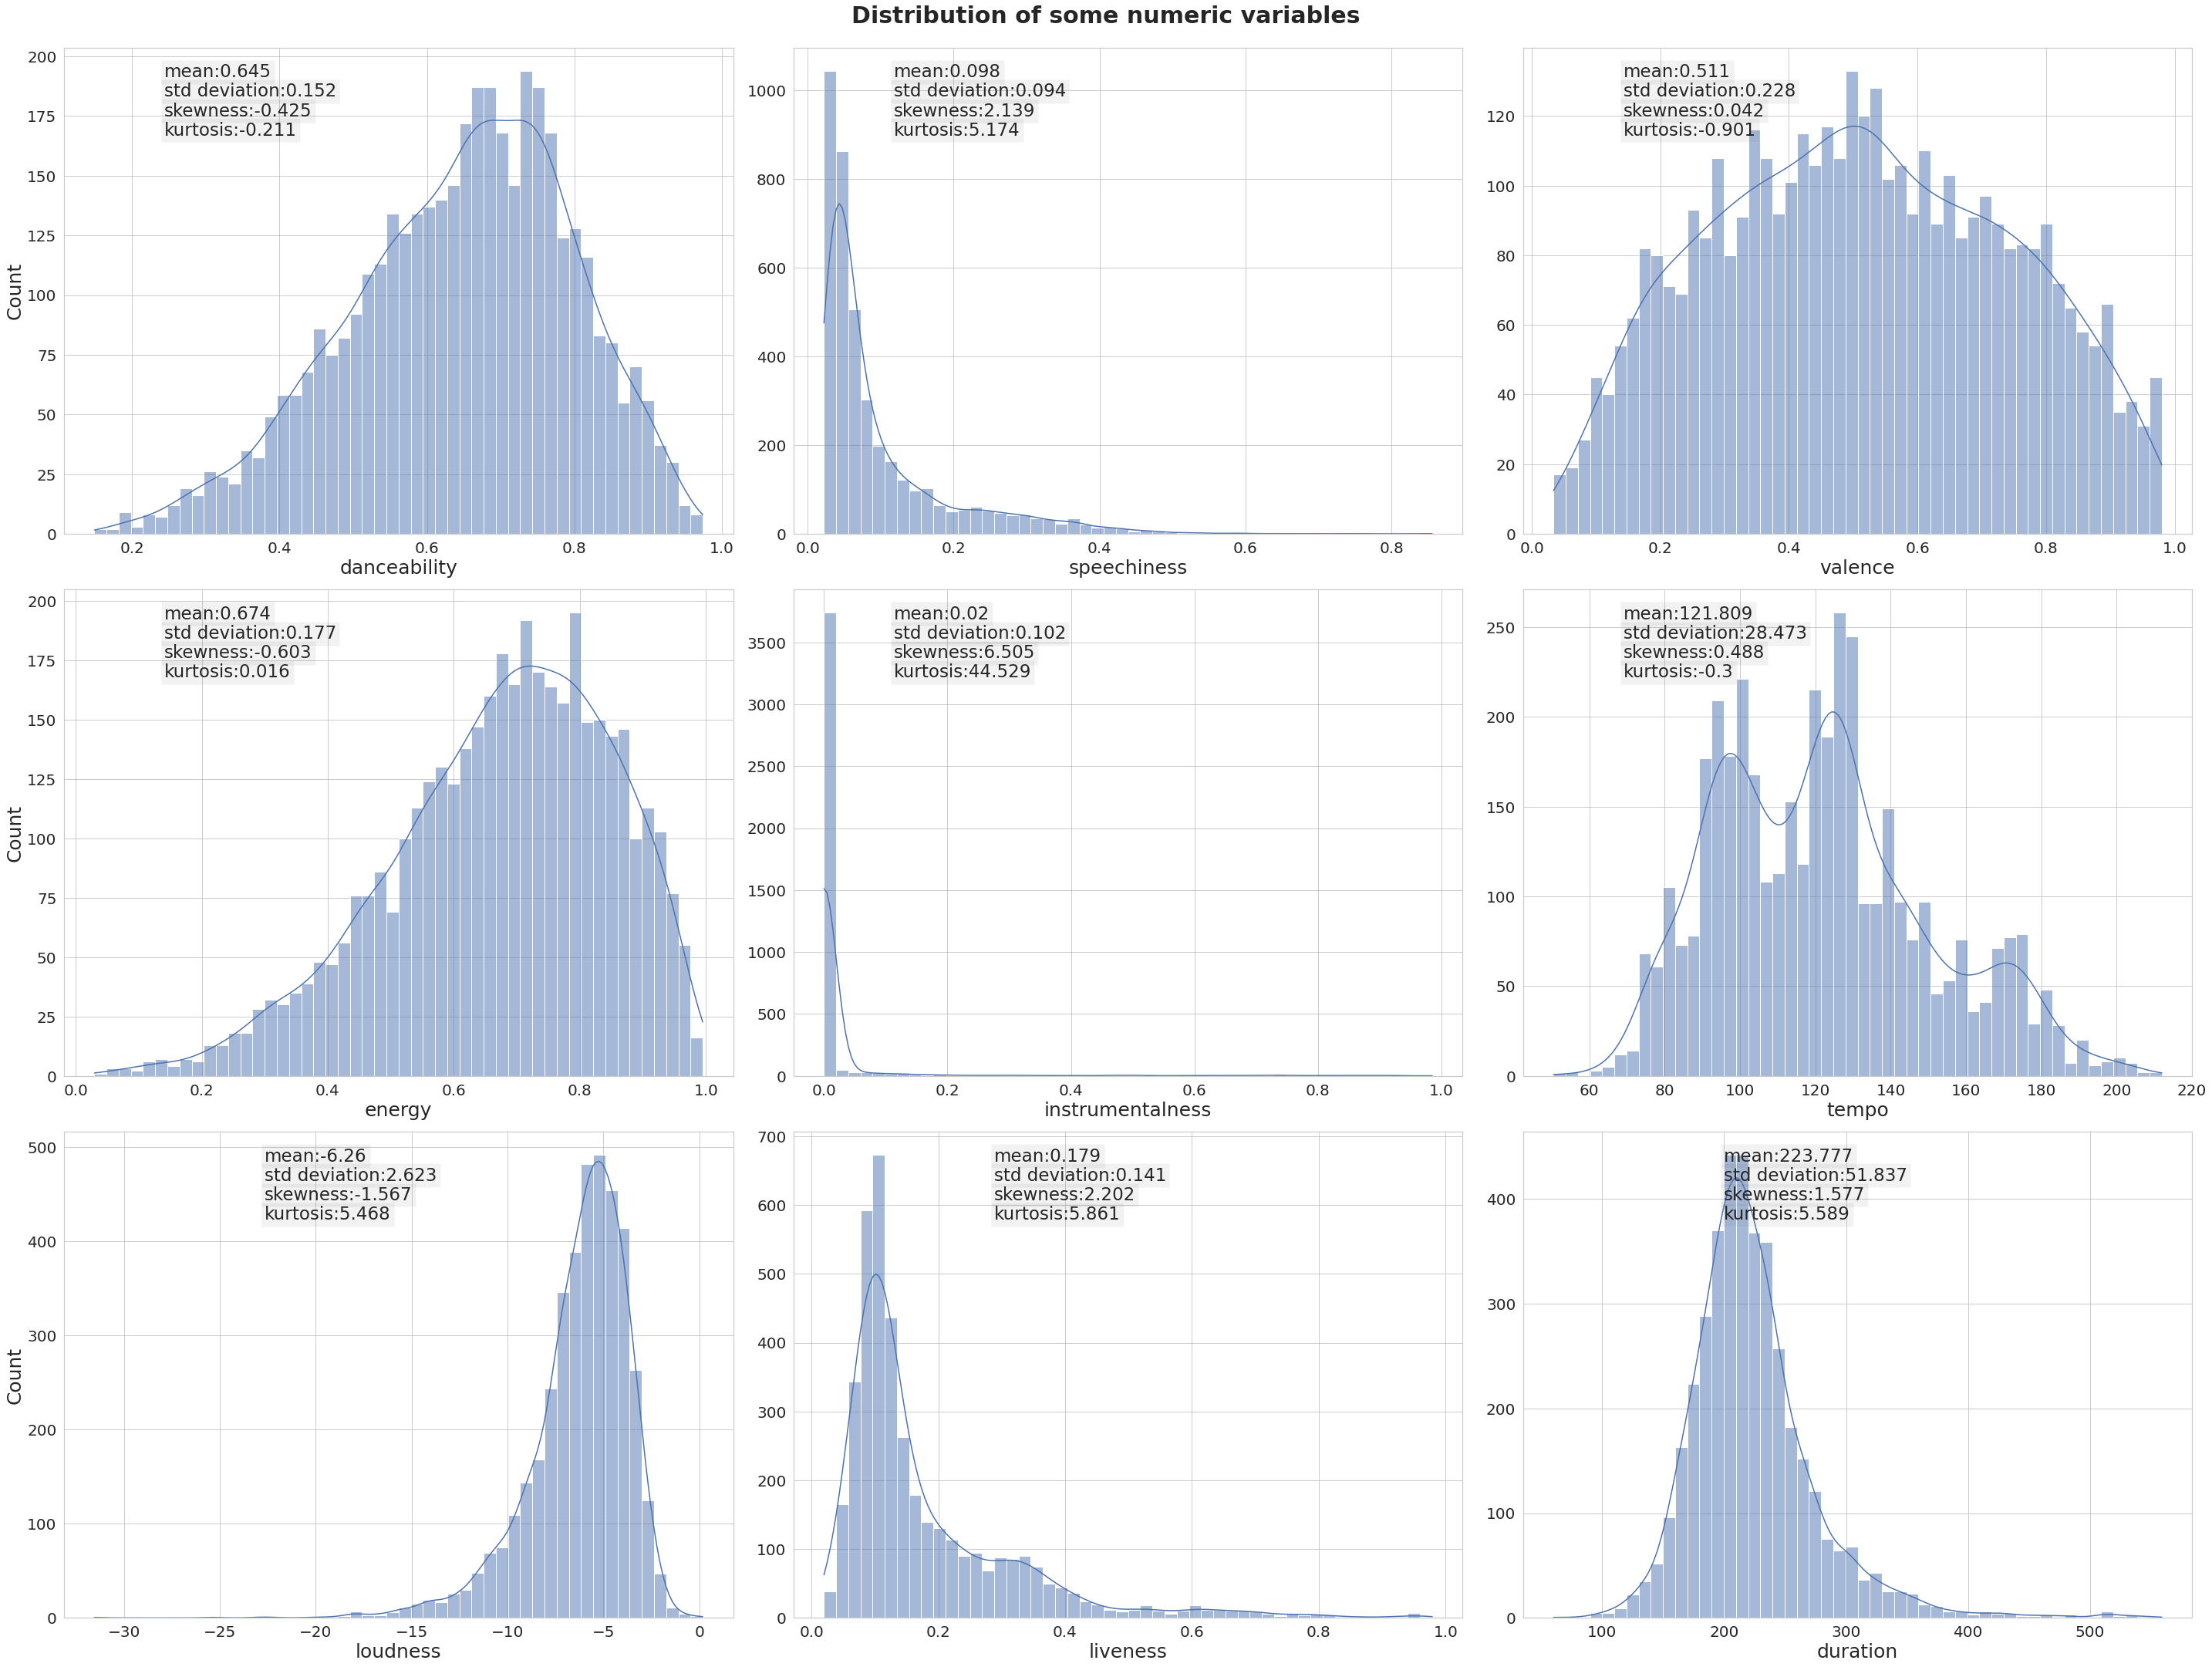 Distribution of some numeric variables
mean:0.645
std deviation:0.152
skewness:-0.425
kurtosis:-0.211
Count
200
175
150
125
100
75
50
25
0
0.2 0.4 0.6 0.8 1.0
danceability
mean:0.098
std deviation:0.094
skewness:2.139
kurtosis:5.174
1000
800
600
400
200
0
0.0 0.2 0.4 0.6 0.8
speechiness
mean:0.511
std deviation:0.228
skewness:0.042
kurtosis:-0.901
120
100
80
60
40
20
0
0.0 0.2 0.4 0.6 0.8 1.0
valence
mean:0.674
std deviation:0.177
skewness:-0.603
kurtosis:0.016
Count
200
175
150
125
100
75
50
25
0
0.0 0.2 0.4 0.6 0.8 1.0
energy
mean:0.02
std deviation:0.102
skewness:6.505
kurtosis:44.529
3500
3000
2500
2000
1500
1000
500
0
0.0 0.2 0.4 0.6 0.8 1.0
instrumentalness
mean:121.809
std deviation:28.473
skewness:0.488
kurtosis:-0.3
250
200
150
100
50
0
60 80 100 120 140 160 180 200 220
tempo
mean:-6.26
std deviation:2.623
skewness:-1.567
kurtosis:5.468
Count
500
400
300
200
100
0
−30 −25 −20 −15 −10 −5 0
loudness
mean:0.179
std deviation:0.141
skewness:2.202
kurtosis:5.861
700
600
500
400
300
200
100
0
0.0 0.2 0.4 0.6 0.8 1.0
liveness
mean:223.777
std deviation:51.837
skewness:1.577
kurtosis:5.589
400
300
200
100
0
100 200 300 400 500
duration